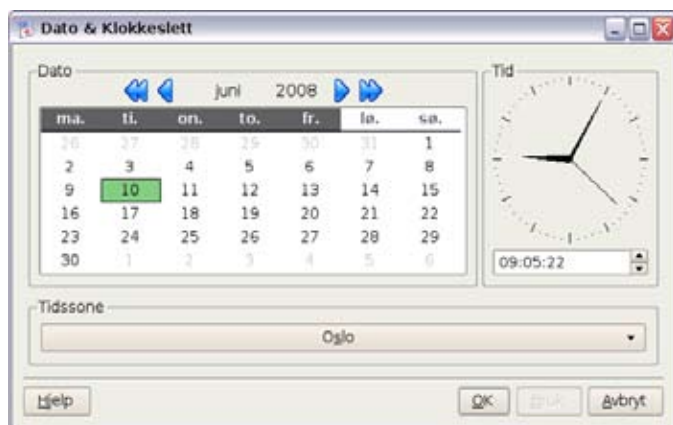 Dato & Klokkeslett
Dato
juni 2008
ma. ti. on. to. fr. lø. sø.
26 27 28 29 30 31 1
2 3 4 5 6 7 8
9 10 11 12 13 14 15
16 17 18 19 20 21 22
23 24 25 26 27 28 29
30 1 2 3 4 5 6
Tid
09:05:22
Tidssone
Oslo
Hjelp
OK
Bruk
Avbryt